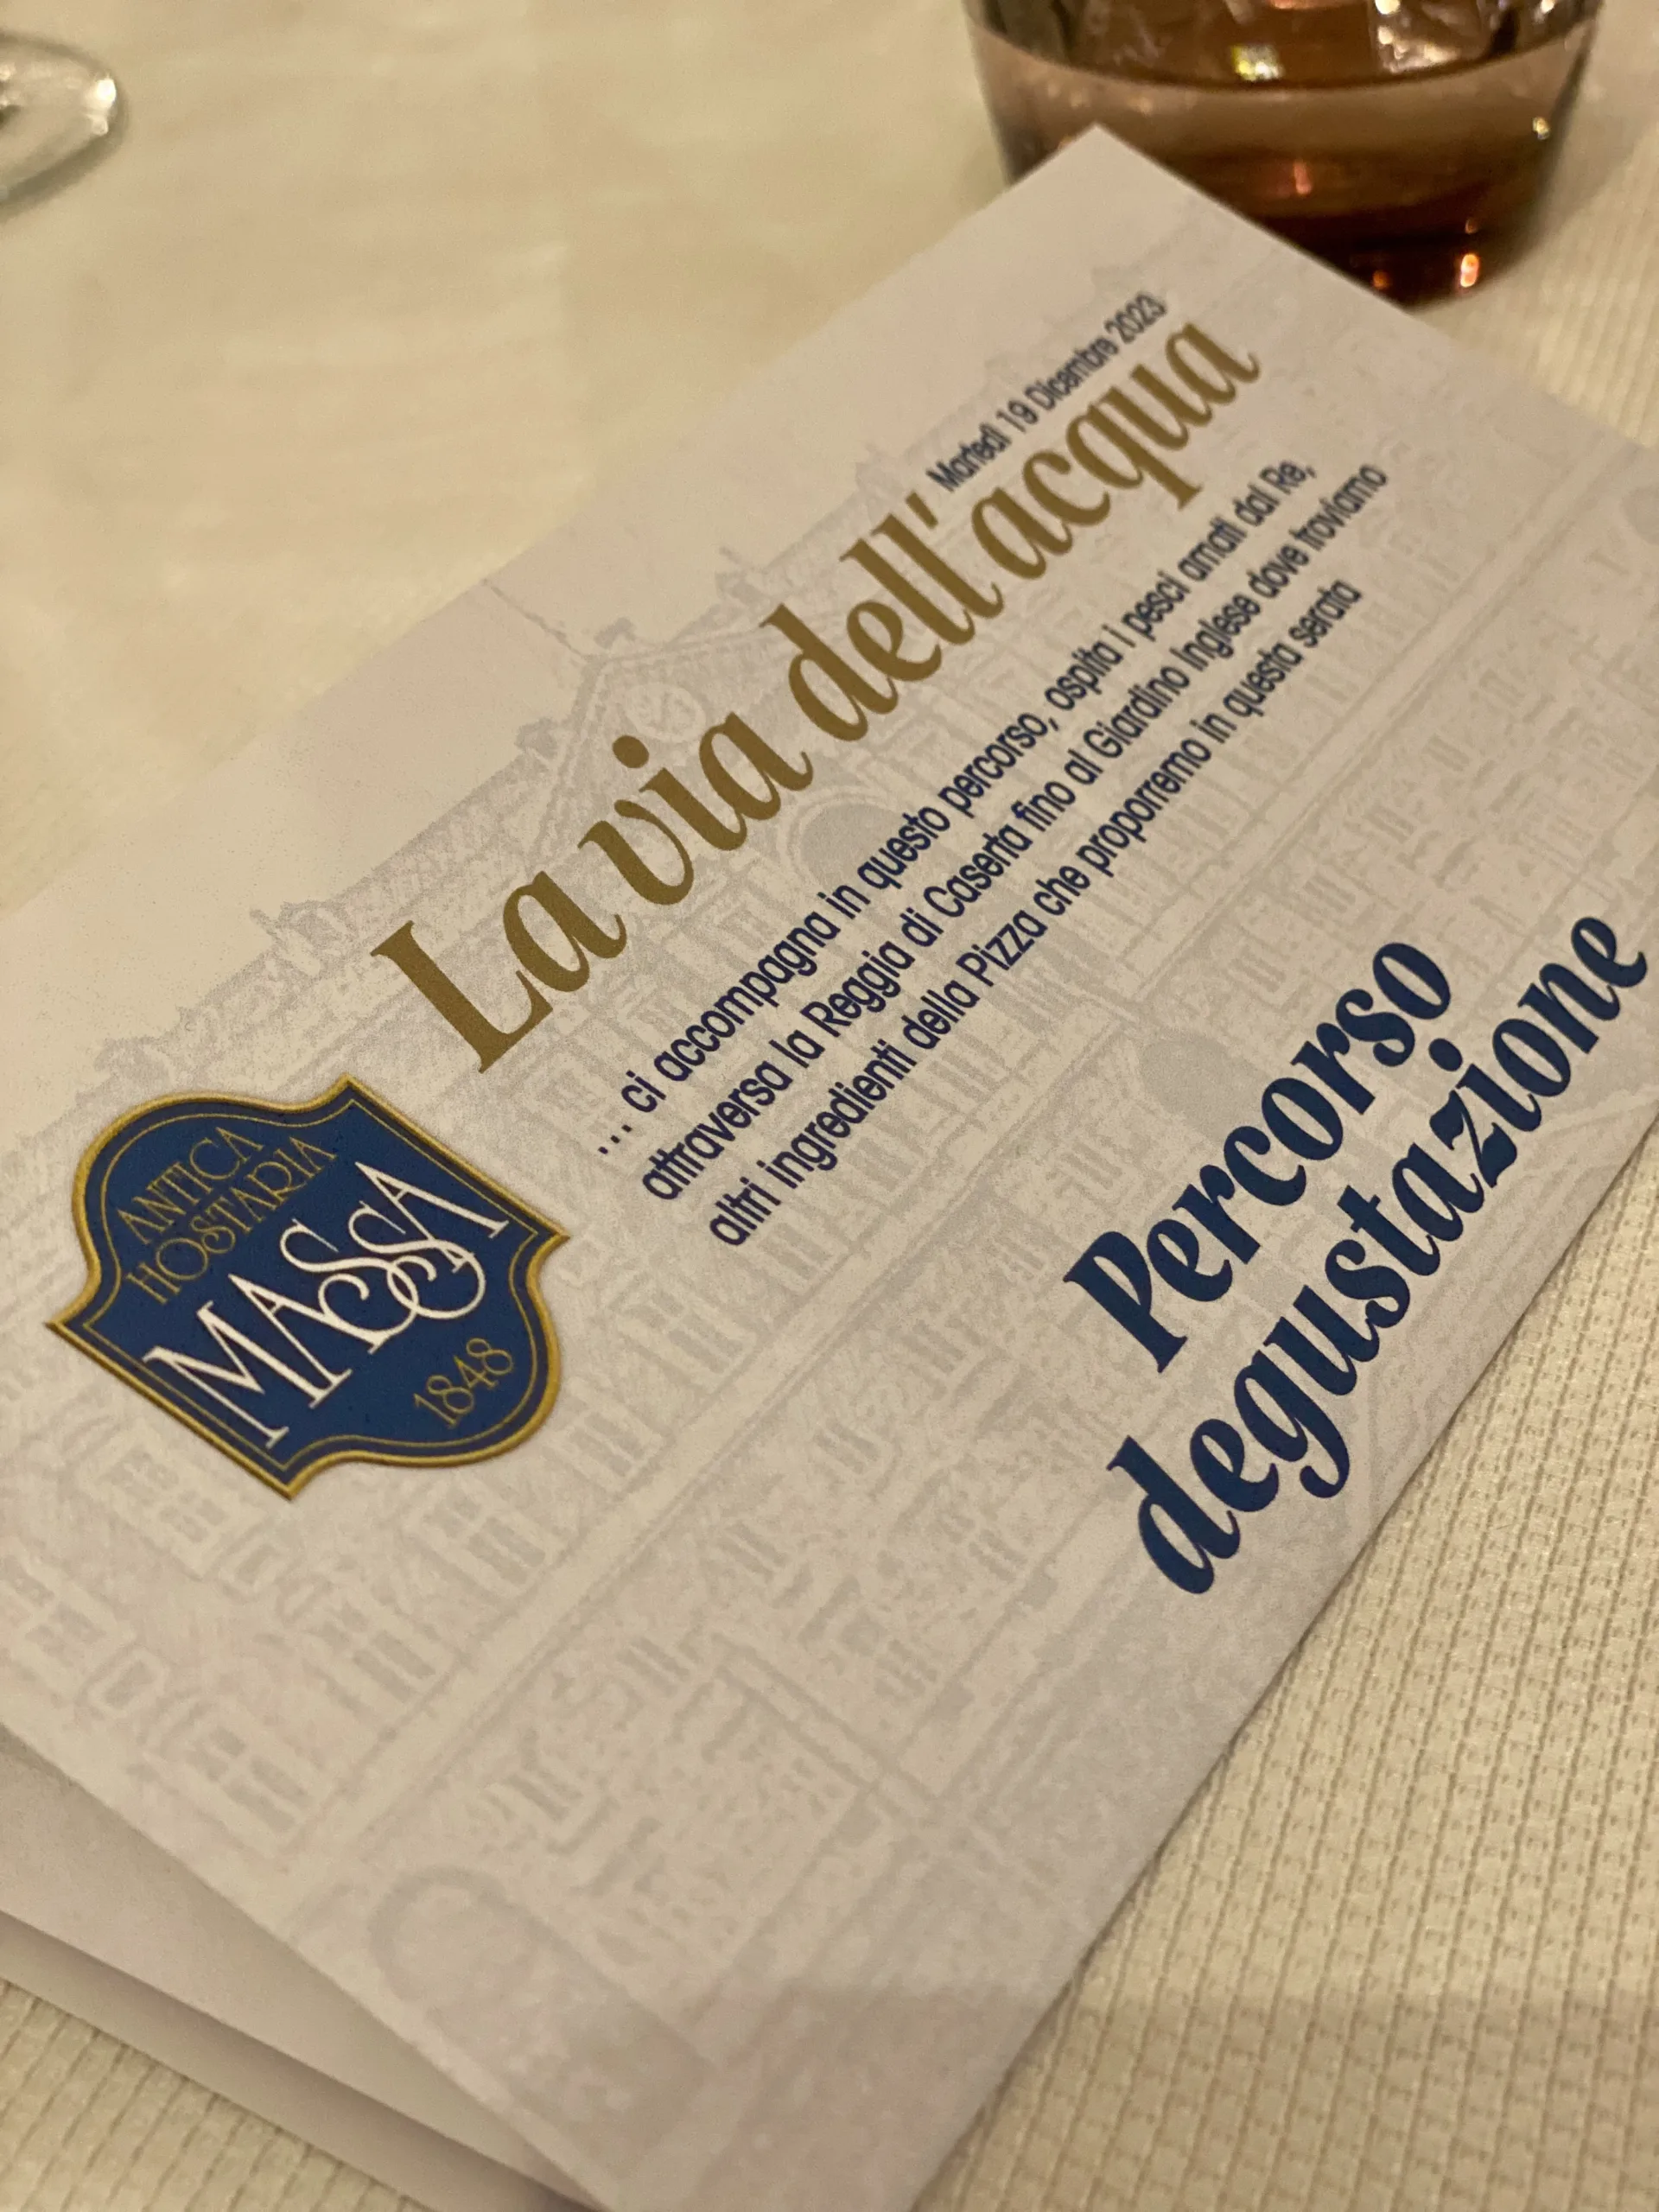 ANTICA
HOSTARIA
MASSA
1848
Martedì 19 Dicembre 2023
La via dell'acqua
... ci accompagna in questo percorso, ospita i pesci amati dal Re,
attraversa la Reggia di Caserta fino al Giardino Inglese dove troviamo
altri ingredienti della Pizza che proporremo in questa serata
Percorso
degustazione